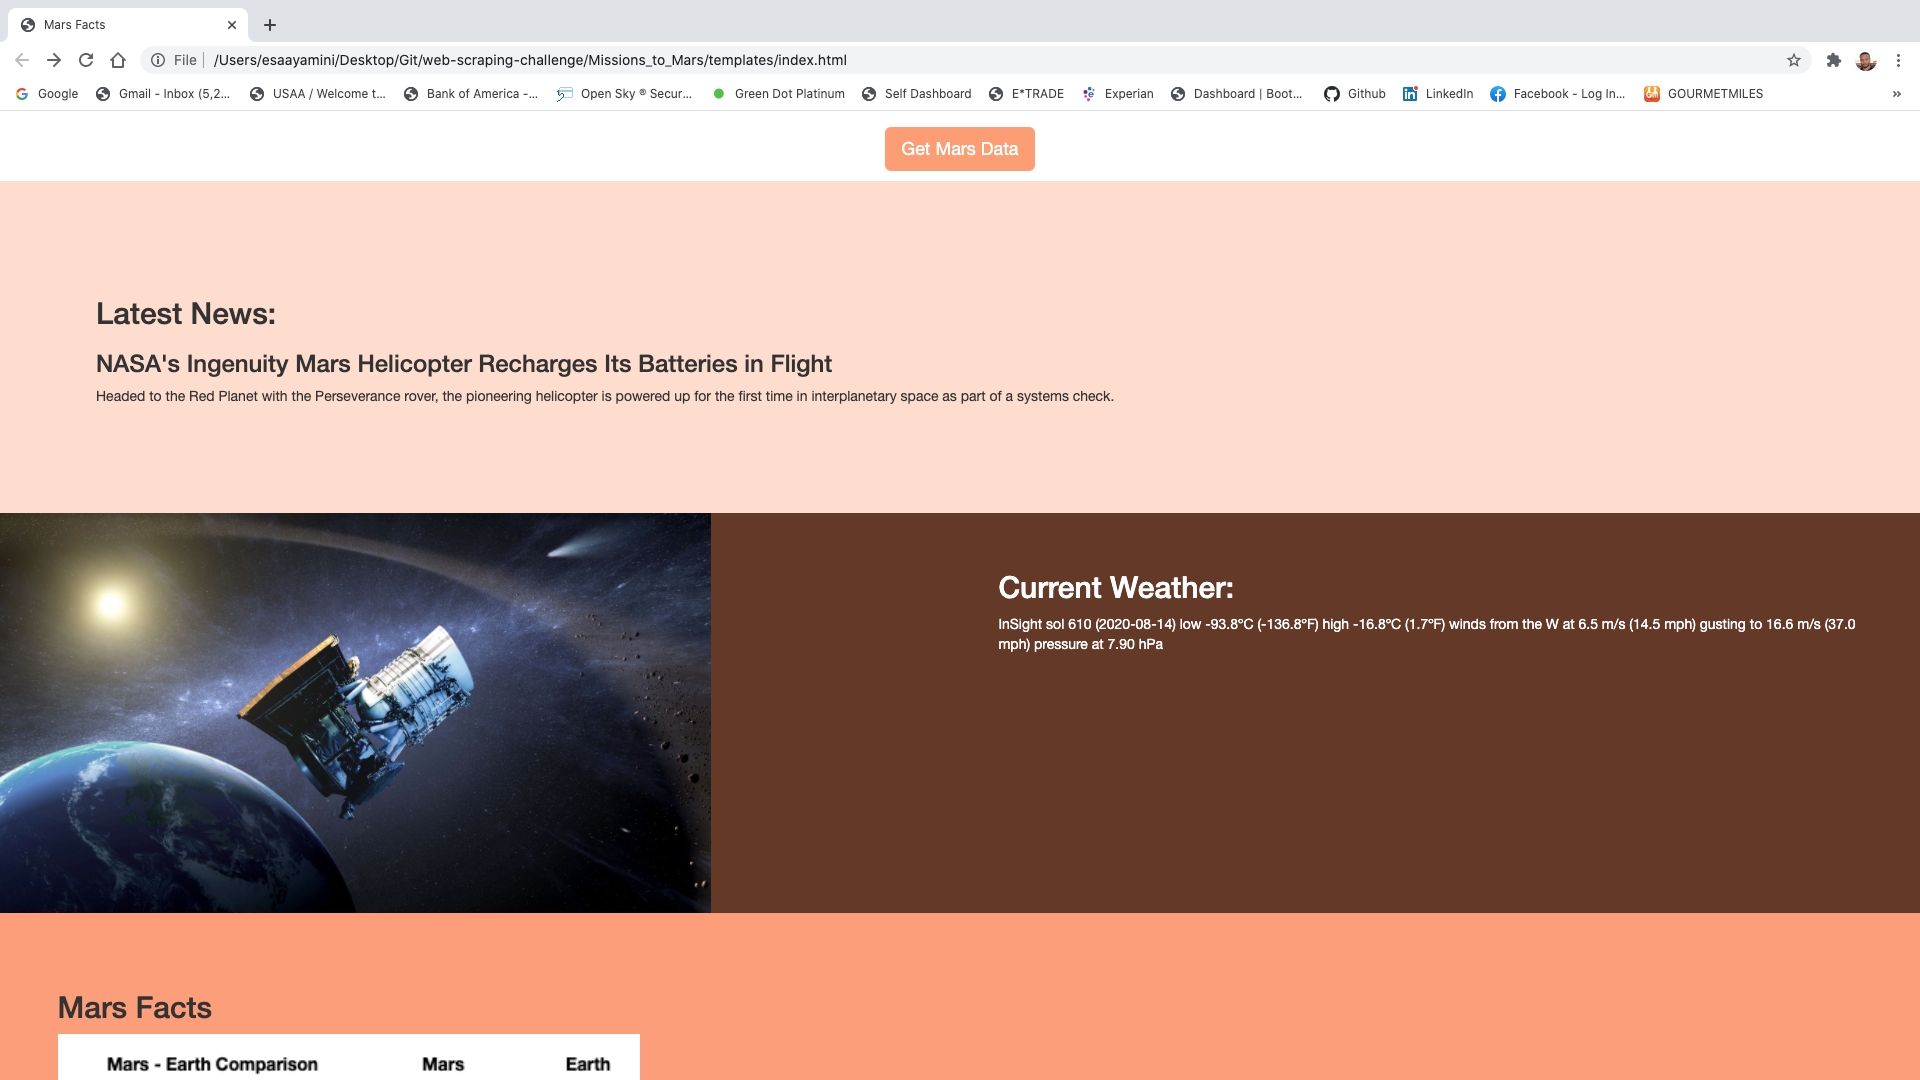 Mars Facts
File /Users/esaayamini/Desktop/Git/web-scraping-challenge/Missions_to_Mars/templates/index.html
Google Gmail - Inbox (5,2... USAA / Welcome t... Bank of America -... Open Sky ® Secur... Green Dot Platinum Self Dashboard E*TRADE Experian Dashboard | Boot... Github LinkedIn Facebook - Log In... GOURMETMILES »
Get Mars Data
Latest News:
NASA's Ingenuity Mars Helicopter Recharges Its Batteries in Flight
Headed to the Red Planet with the Perseverance rover, the pioneering helicopter is powered up for the first time in interplanetary space as part of a systems check.
Current Weather:
InSight sol 610 (2020-08-14) low -93.8ºC (-136.8ºF) high -16.8ºC (1.7ºF) winds from the W at 6.5 m/s (14.5 mph) gusting to 16.6 m/s (37.0
mph) pressure at 7.90 hPa
Mars Facts
Mars - Earth Comparison Mars Earth